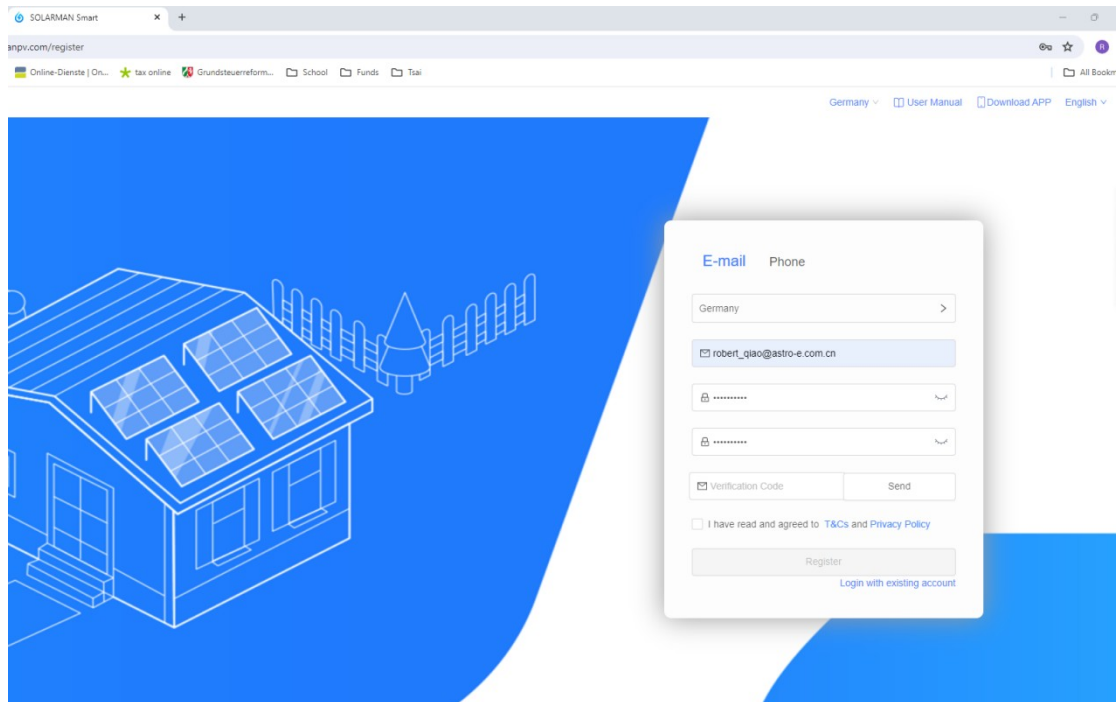 SOLARMAN Smart
anpv.com/register
Online-Dienste | On... tax online Grundsteuerreform... School Funds Tsai All Bookm
Germany User Manual Download APP English
E-mail Phone
Germany
robert_qiao@astro-e.com.cn
••••••••••
••••••••••
Verification Code Send
I have read and agreed to T&Cs and Privacy Policy
Register
Login with existing account